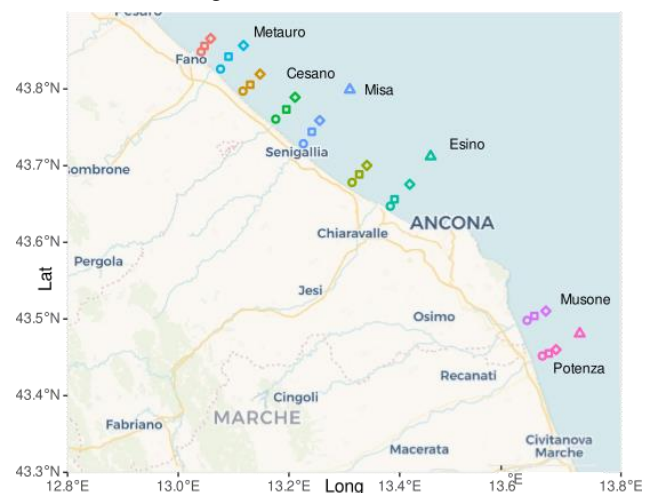 Pesaro
Metauro
Fano
Cesano
43.8°N
Misa
43.7°N
Esino
Senigallia
ombrone
ANCONA
43.6°N
Chiaravalle
Pergola
Lat
Jesi
Musone
43.5°N
Osimo
Potenza
43.4°N
Recanati
Cingoli
MARCHE
Fabriano
Macerata
Civitanova
Marche
43.3°N
12.8°E 13.0°E 13.2°E Long 13.4°E 13.6°E 13.8°E